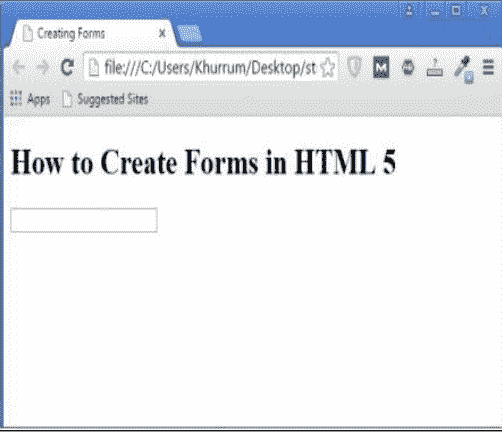 Creating Forms
file:///C:/Users/Khurrum/Desktop/st
Apps Suggested Sites
How to Create Forms in HTML 5